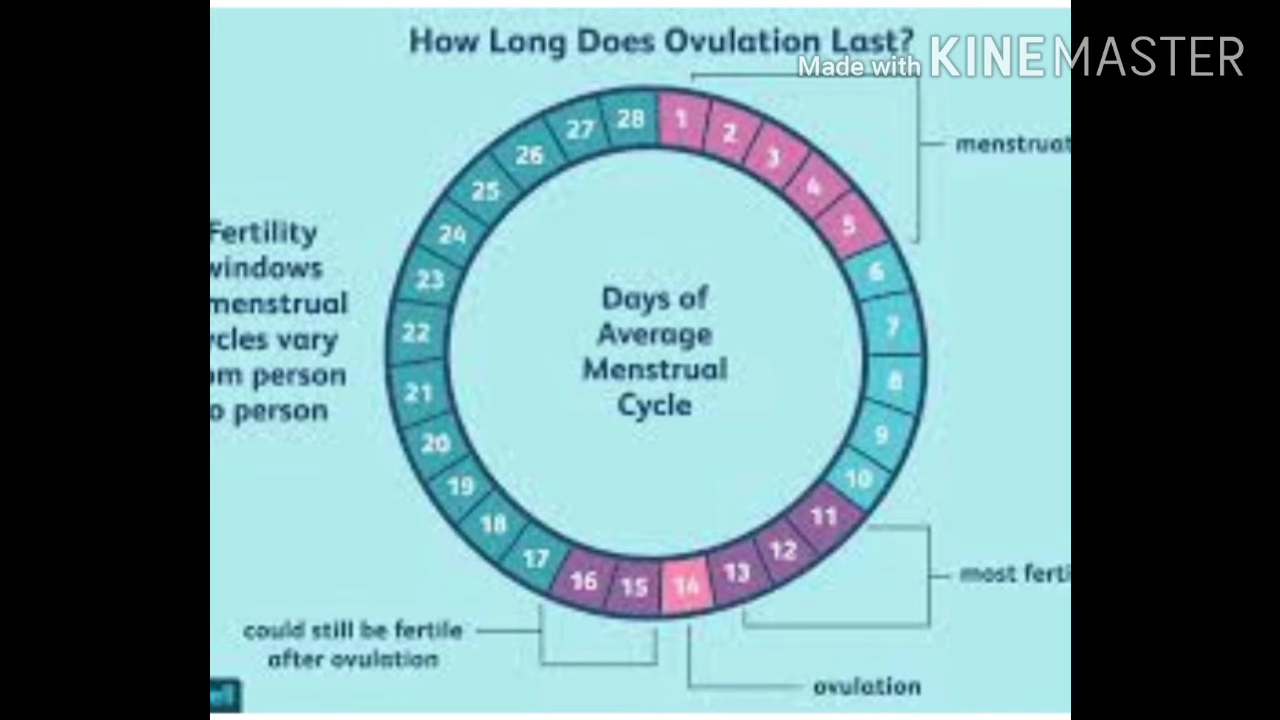 How Long Does Ovulation Last?
Made with KINEMASTER
menstruat
28 1 2 3 4 5 6 7 8 9 10 11 12 13 14 15 16 17 18 19 20 21 22 23 24 25 26 27
Fertility
windows
menstrual
cles vary
om person
o person
Days of
Average
Menstrual
Cycle
most ferti
could still be fertile
after ovulation
ovulation